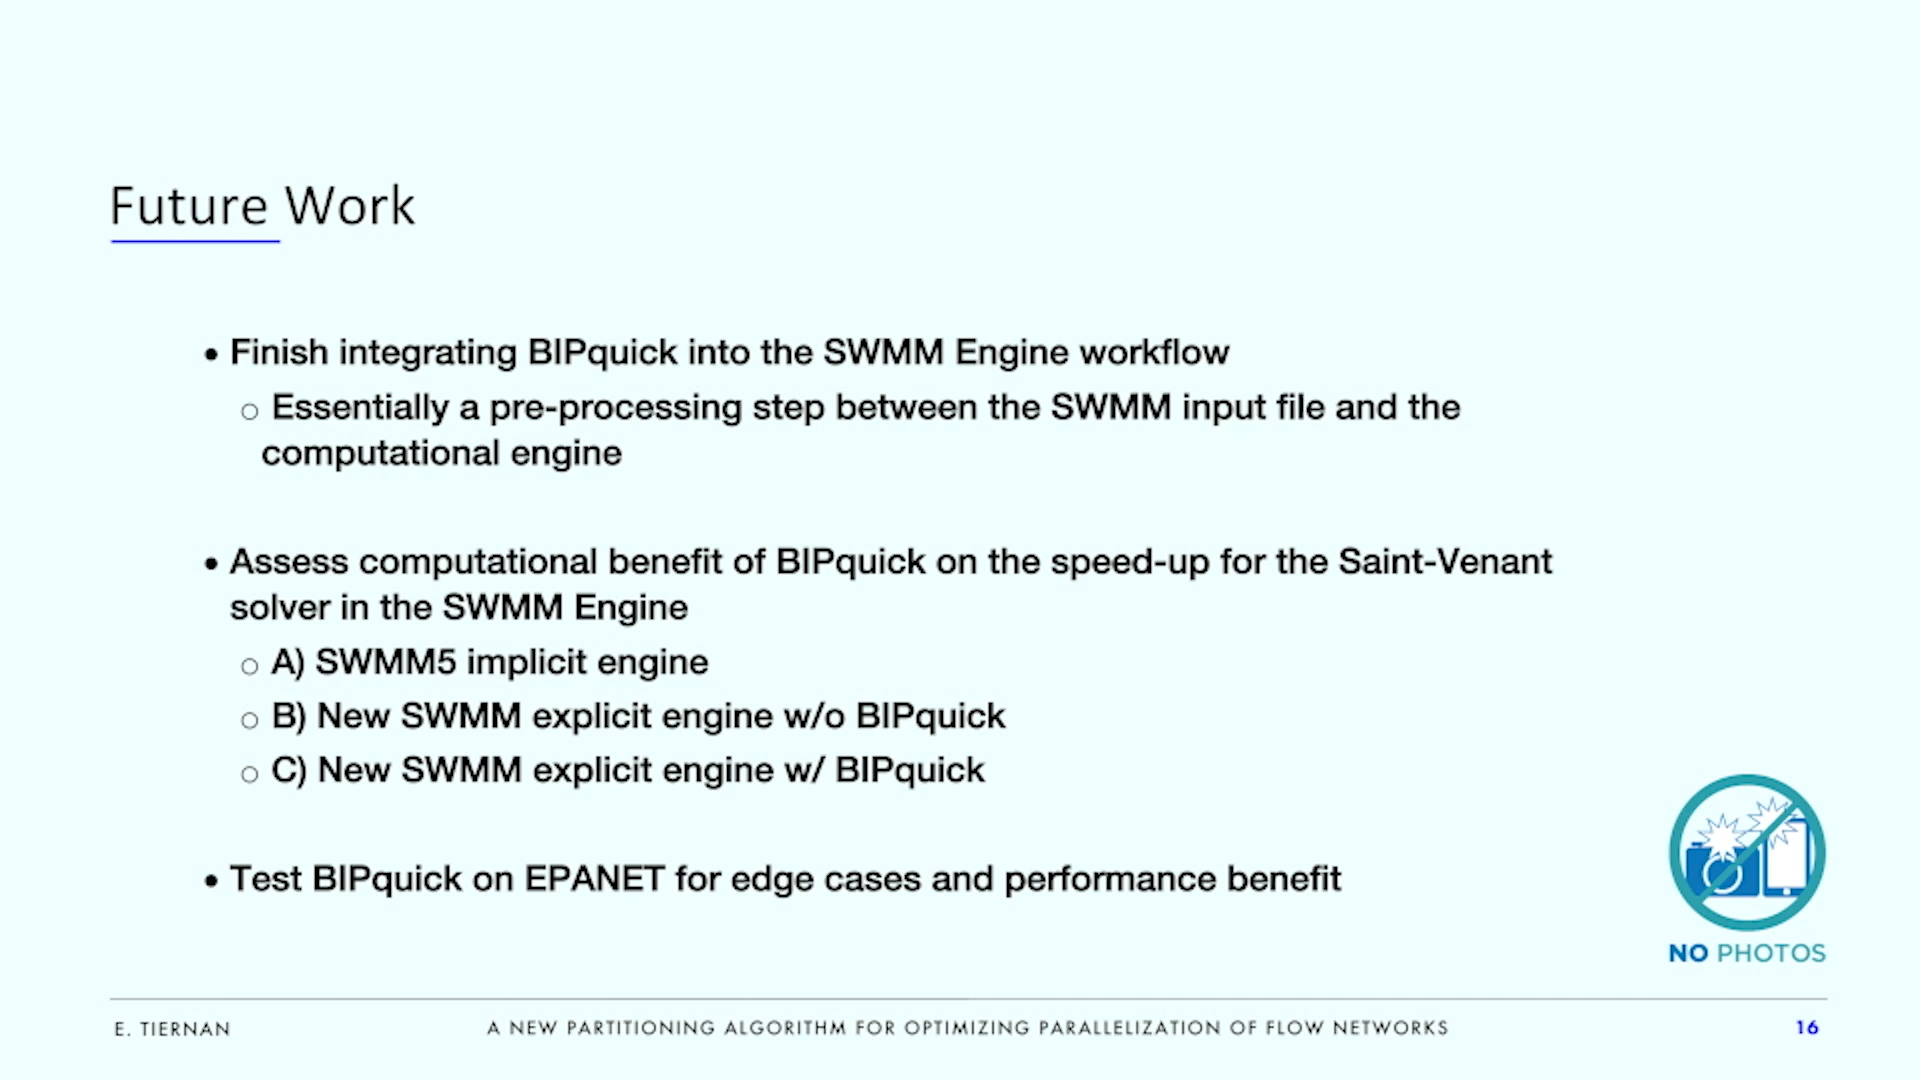 Future Work
• Finish integrating BIPquick into the SWMM Engine workflow
○ Essentially a pre-processing step between the SWMM input file and the
computational engine
• Assess computational benefit of BIPquick on the speed-up for the Saint-Venant
solver in the SWMM Engine
○ A) SWMM5 implicit engine
○ B) New SWMM explicit engine w/o BIPquick
○ C) New SWMM explicit engine w/ BIPquick
• Test BIPquick on EPANET for edge cases and performance benefit
NO PHOTOS
E. TIERNAN
A NEW PARTITIONING ALGORITHM FOR OPTIMIZING PARALLELIZATION OF FLOW NETWORKS
16